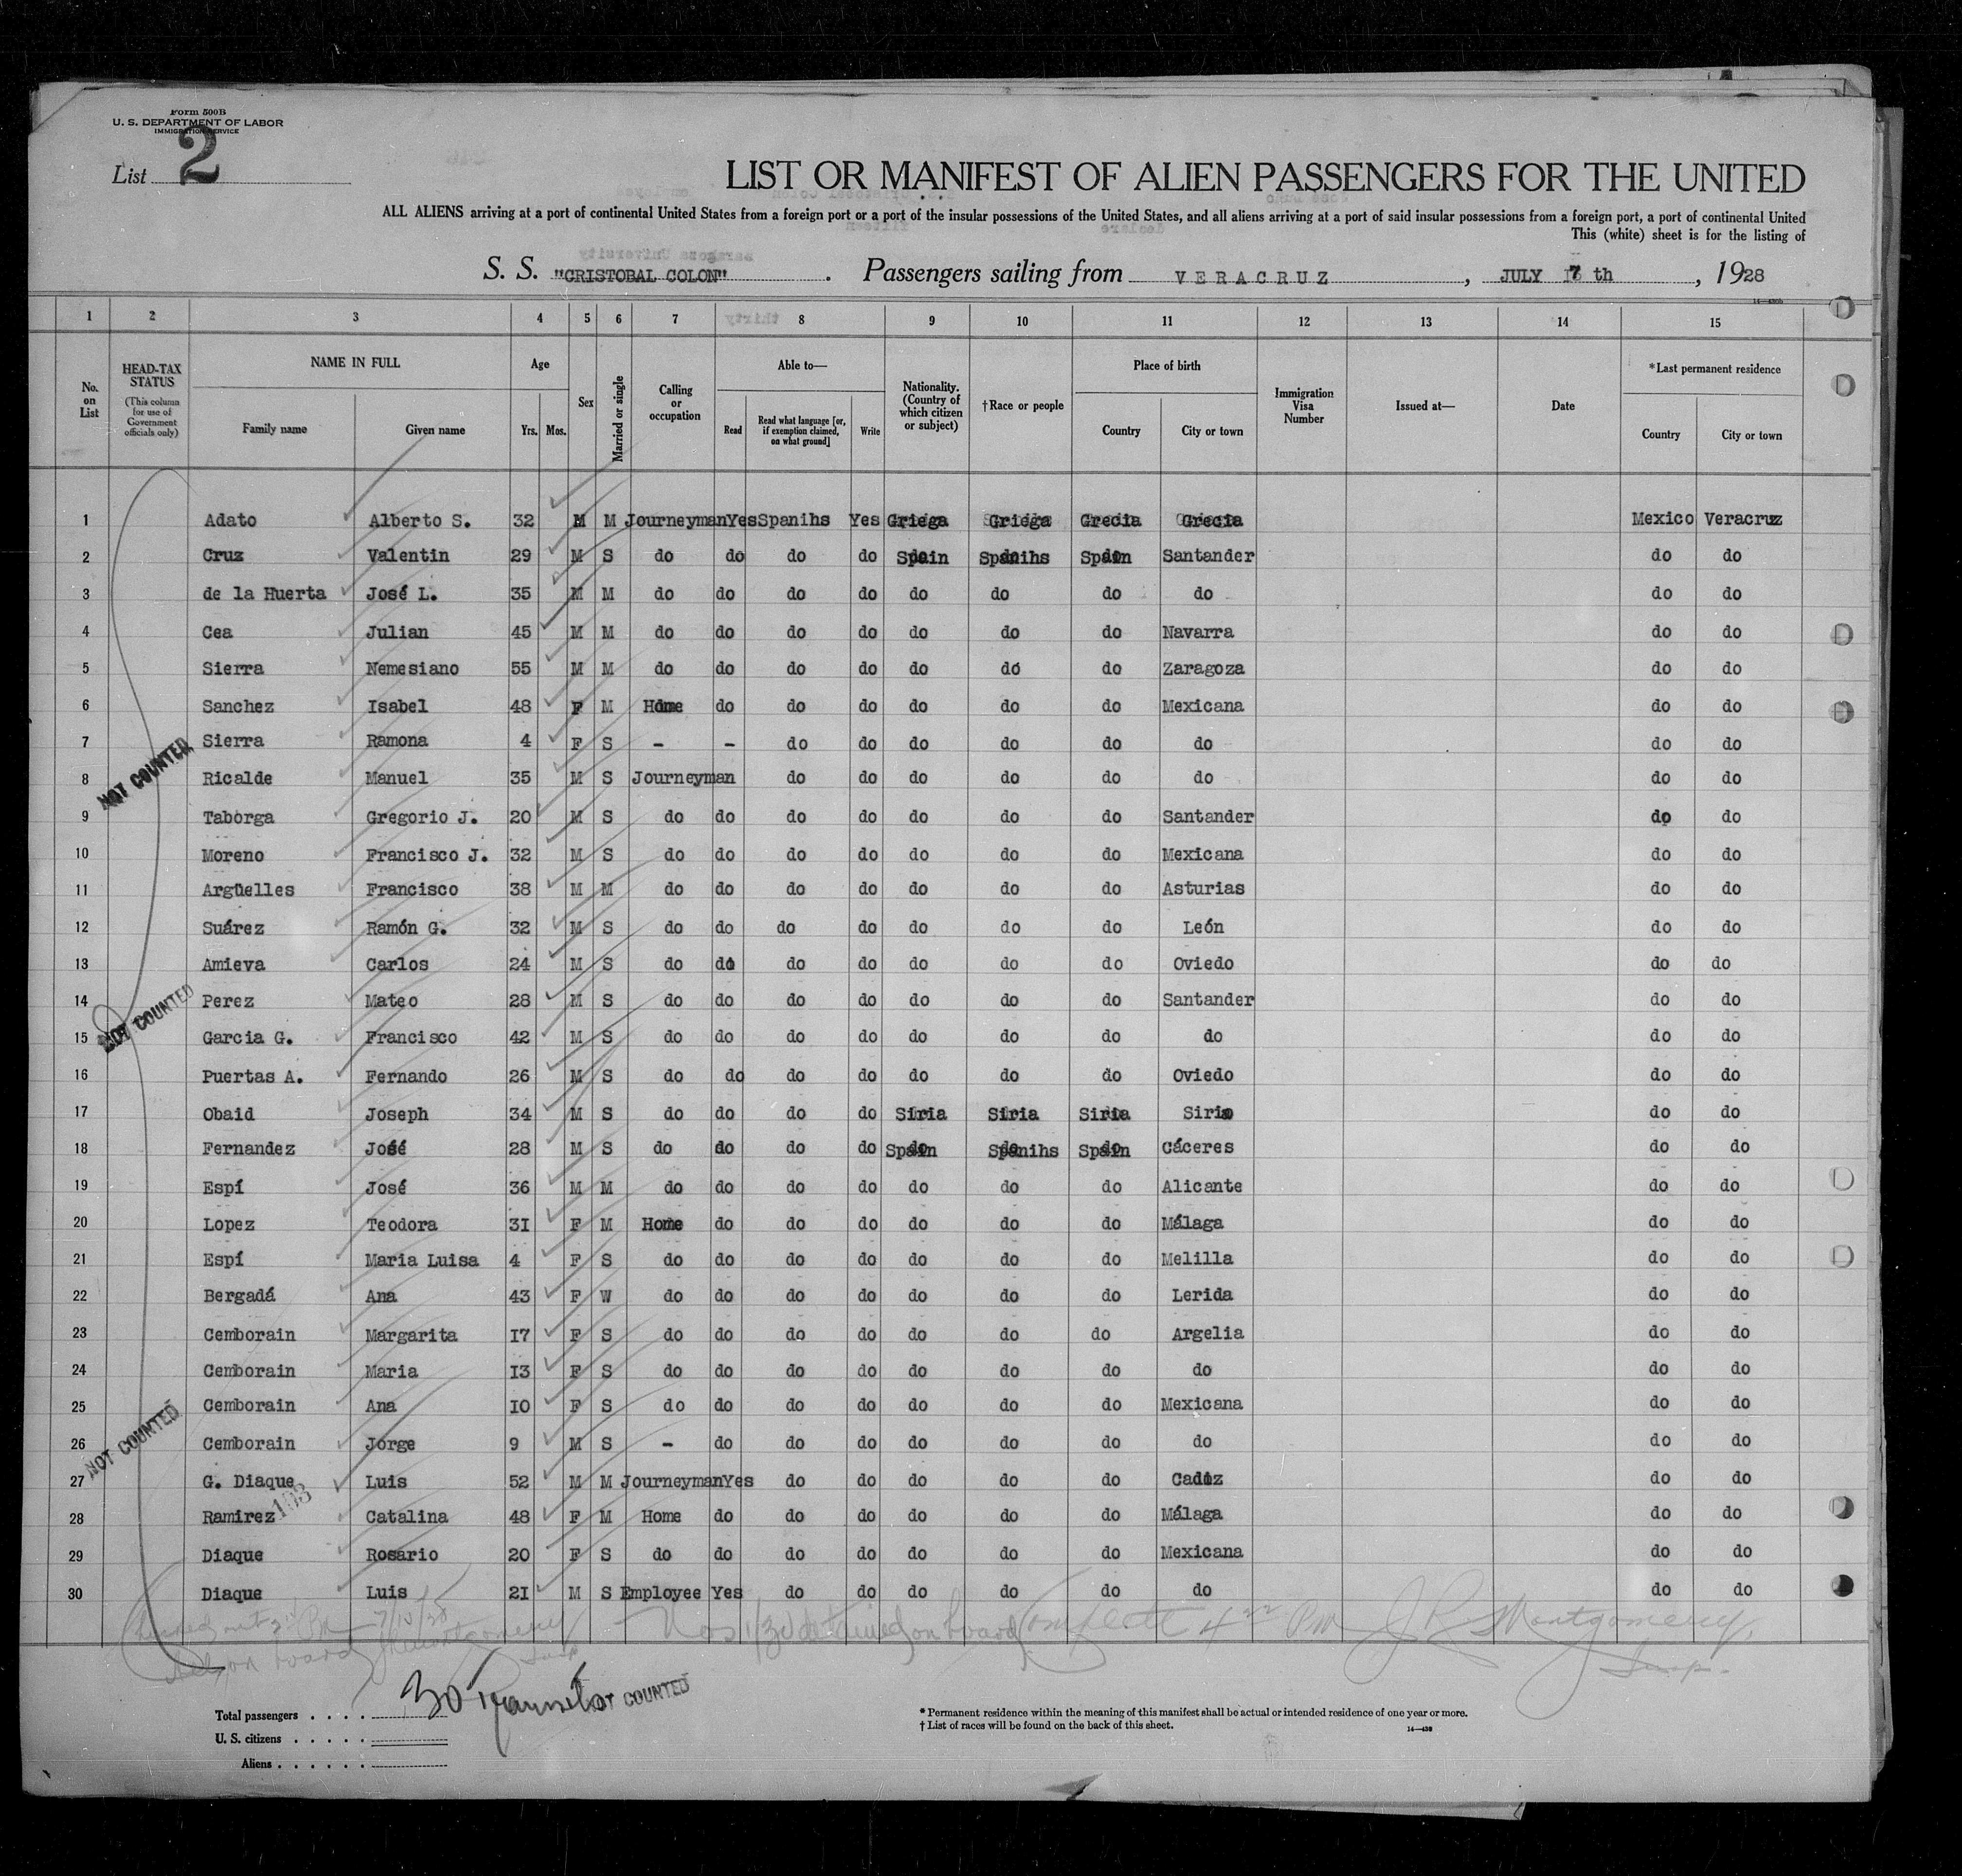 Form 500B
U. S. DEPARTMENT OF LABOR
IMMIGRATION SERVICE
List 2
LIST OR MANIFEST OF ALIEN PASSENGERS FOR THE UNITED
ALL ALIENS arriving at a port of continental United States from a foreign port or a port of the insular possessions of the United States, and all aliens arriving at a port of said insular possessions from a foreign port, a port of continental United
This (white) sheet is for the listing of
S. S. "CRISTOBAL COLON". Passengers sailing from VERACRUZ, JULY 7 th, 1928
1 2 3 4 5 6 7 8 9 10 11 12 13 14 15
No. on List
HEAD-TAX STATUS
(This column for use of Government officials only)
NAME IN FULL
Family name Given name
Age
Yrs. Mos.
Sex
Married or single
Calling or occupation
Able to—
Read Read what language [or, if exemption claimed, on what ground] Write
Nationality. (Country of which citizen or subject)
†Race or people
Place of birth
Country City or town
Immigration Visa Number
Issued at—
Date
*Last permanent residence
Country City or town
1 Adato Alberto S. 32 M M Journeyman Yes Spanihs Yes Griega Griega Grecia Grecia Mexico Veracruz
2 Cruz Valentin 29 M S do do do do Spain Spanihs Spain Santander do do
3 de la Huerta José L. 35 M M do do do do do do do do do do
4 Cea Julian 45 M M do do do do do do do Navarra do do
5 Sierra Nemesiano 55 M M do do do do do do do Zaragoza do do
6 Sanchez Isabel 48 F M Home do do do do do do Mexicana do do
7 Sierra Ramona 4 F S - - do do do do do do do do
8 Ricalde Manuel 35 M S Journeyman do do do do do do do do
9 Taborga Gregorio J. 20 M S do do do do do do do Santander do do
10 Moreno Francisco J. 32 M S do do do do do do do Mexicana do do
11 Argüelles Francisco 38 M M do do do do do do do Asturias do do
12 Suárez Ramón G. 32 M S do do do do do do do León do do
13 Amieva Carlos 24 M S do do do do do do do Oviedo do do
14 Perez Mateo 28 M S do do do do do do do Santander do do
15 Garcia G. Francisco 42 M S do do do do do do do do do do
16 Puertas A. Fernando 26 M S do do do do do do do Oviedo do do
17 Obaid Joseph 34 M S do do do do Siria Siria Siria Siria do do
18 Fernandez José 28 M S do do do do Spain Spanihs Spain Cáceres do do
19 Espí José 36 M M do do do do do do do Alicante do do
20 Lopez Teodora 31 F M Home do do do do do do Málaga do do
21 Espí Maria Luisa 4 F S do do do do do do do Melilla do do
22 Bergadá Ana 43 F W do do do do do do do Lerida do do
23 Cemborain Margarita 17 F S do do do do do do do Argelia do do
24 Cemborain Maria 13 F S do do do do do do do do do do
25 Cemborain Ana 10 F S do do do do do do do Mexicana do do
26 Cemborain Jorge 9 M S - do do do do do do do do do
27 G. Diaque Luis 52 M M Journeyman Yes do do do do do Cadiz do do
28 Ramirez Catalina 48 F M Home do do do do do do Málaga do do
29 Diaque Rosario 20 F S do do do do do do do Mexicana do do
30 Diaque Luis 21 M S Employee Yes do do do do do do do do
NOT COUNTED
NOT COUNTED
NOT COUNTED
103
7/10/28
Nos 1/30 detained on board Complete 4 PM J R Montgomery
Insp.
on board
30 Transits NOT COUNTED
Total passengers
U. S. citizens
Aliens
* Permanent residence within the meaning of this manifest shall be actual or intended residence of one year or more.
† List of races will be found on the back of this sheet.
14—430